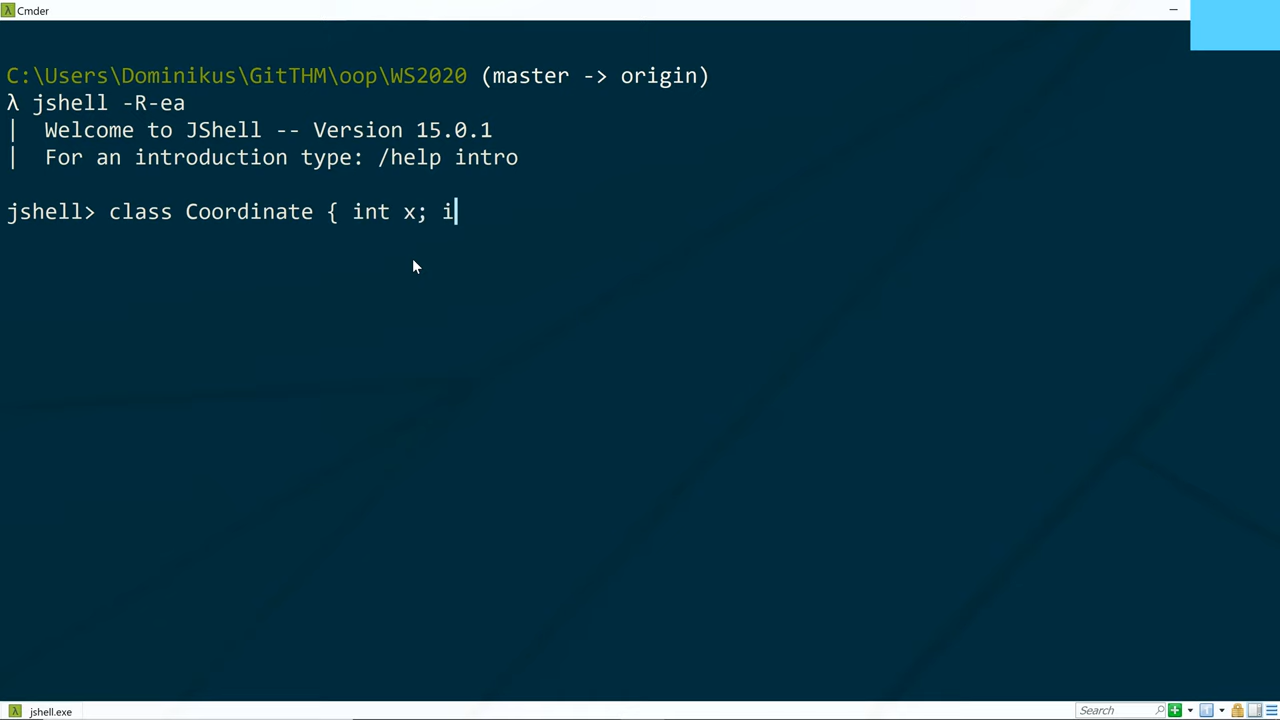 Cmder
C:\Users\Dominikus\GitTHM\oop\WS2020 (master -> origin)
λ jshell -R-ea
|  Welcome to JShell -- Version 15.0.1
|  For an introduction type: /help intro
jshell> class Coordinate { int x; i
jshell.exe
Search